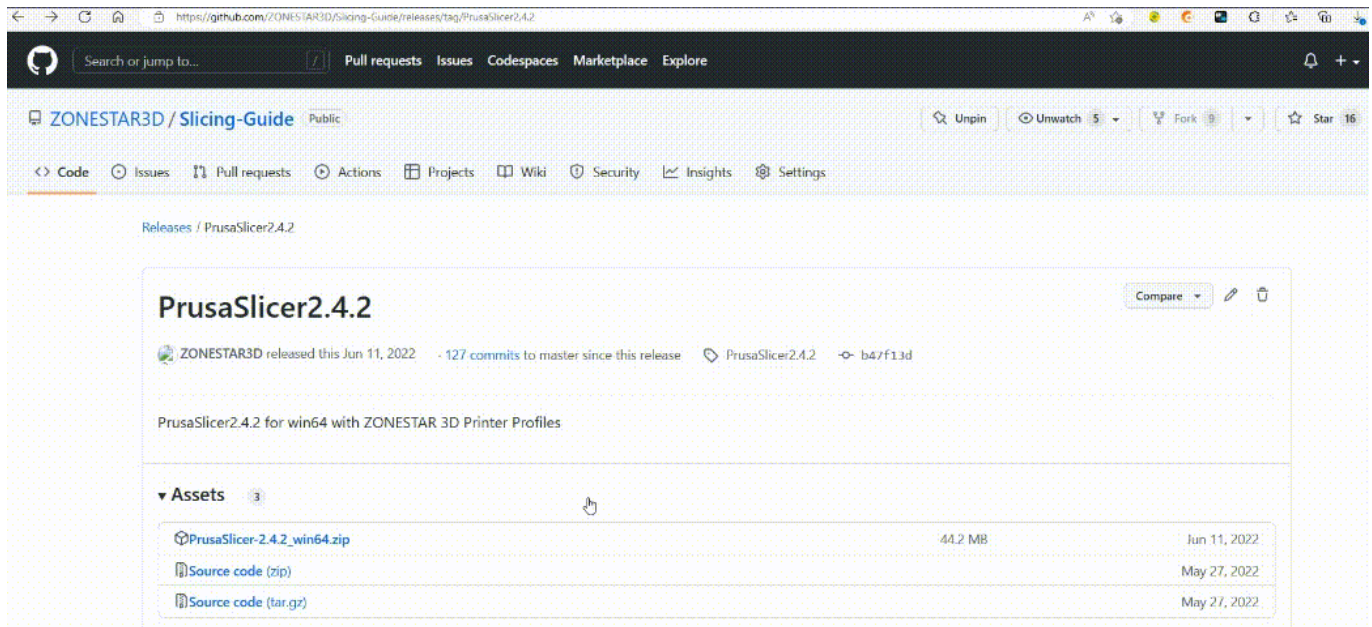 https://github.com/ZONESTAR3D/Slicing-Guide/releases/tag/PrusaSlicer2.4.2
Search or jump to... / Pull requests Issues Codespaces Marketplace Explore
ZONESTAR3D / Slicing-Guide Public Unpin Unwatch 5 Fork 9 Star 16
Code Issues Pull requests Actions Projects Wiki Security Insights Settings
Releases / PrusaSlicer2.4.2
PrusaSlicer2.4.2 Compare
ZONESTAR3D released this Jun 11, 2022 · 127 commits to master since this release PrusaSlicer2.4.2 b47f13d
PrusaSlicer2.4.2 for win64 with ZONESTAR 3D Printer Profiles
Assets 3
PrusaSlicer-2.4.2_win64.zip 44.2 MB Jun 11, 2022
Source code (zip) May 27, 2022
Source code (tar.gz) May 27, 2022